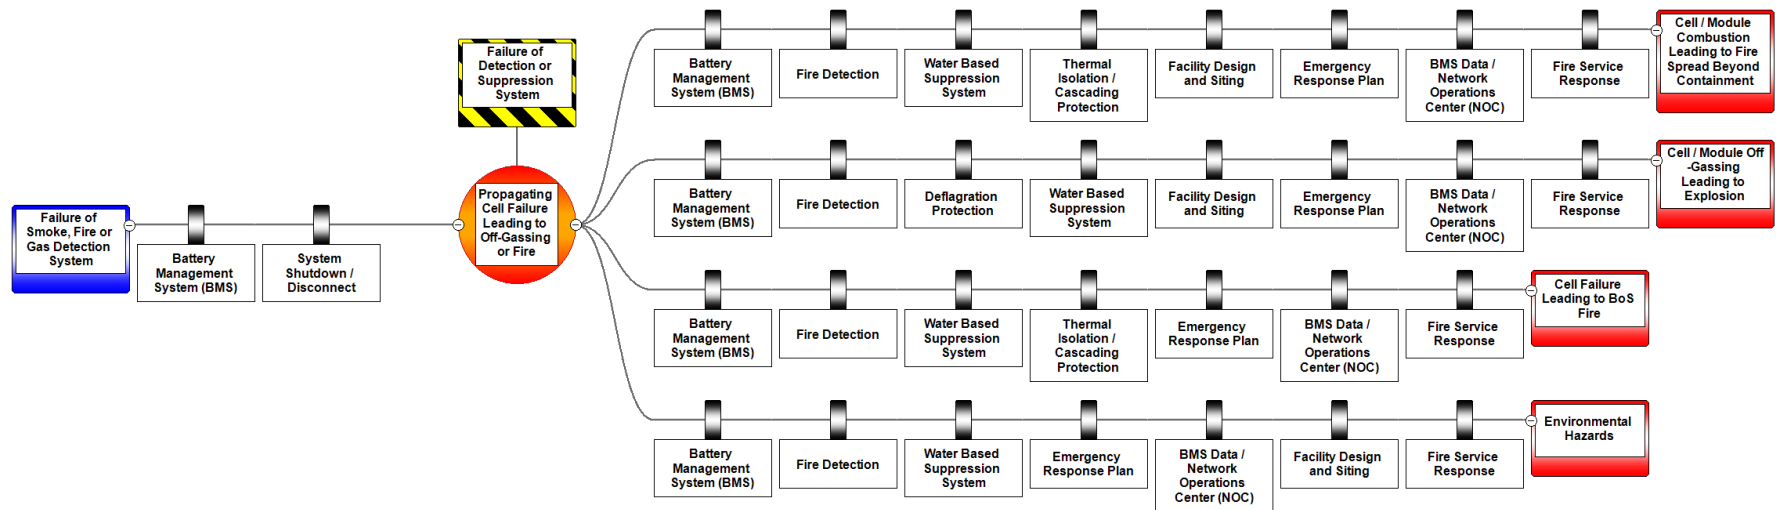 Failure of
Smoke, Fire or
Gas Detection
System
Battery
Management
System (BMS)
System
Shutdown /
Disconnect
Failure of
Detection or
Suppression
System
Propagating
Cell Failure
Leading to
Off-Gassing
or Fire
Battery
Management
System (BMS)
Fire Detection
Water Based
Suppression
System
Thermal
Isolation /
Cascading
Protection
Facility Design
and Siting
Emergency
Response Plan
BMS Data /
Network
Operations
Center (NOC)
Fire Service
Response
Cell / Module
Combustion
Leading to Fire
Spread Beyond
Containment
Battery
Management
System (BMS)
Fire Detection
Deflagration
Protection
Water Based
Suppression
System
Facility Design
and Siting
Emergency
Response Plan
BMS Data /
Network
Operations
Center (NOC)
Fire Service
Response
Cell / Module Off
-Gassing
Leading to
Explosion
Battery
Management
System (BMS)
Fire Detection
Water Based
Suppression
System
Thermal
Isolation /
Cascading
Protection
Emergency
Response Plan
BMS Data /
Network
Operations
Center (NOC)
Fire Service
Response
Cell Failure
Leading to BoS
Fire
Battery
Management
System (BMS)
Fire Detection
Water Based
Suppression
System
Emergency
Response Plan
BMS Data /
Network
Operations
Center (NOC)
Facility Design
and Siting
Fire Service
Response
Environmental
Hazards